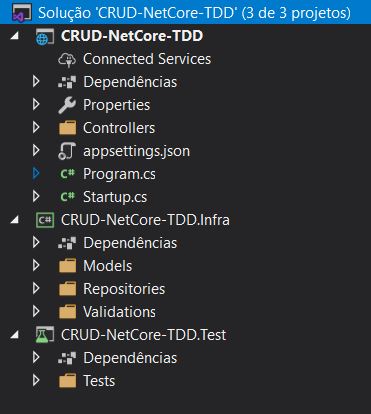 Solução 'CRUD-NetCore-TDD' (3 de 3 projetos)
CRUD-NetCore-TDD
Connected Services
Dependências
Properties
Controllers
appsettings.json
C# Program.cs
C# Startup.cs
C# CRUD-NetCore-TDD.Infra
Dependências
Models
Repositories
Validations
CRUD-NetCore-TDD.Test
Dependências
Tests